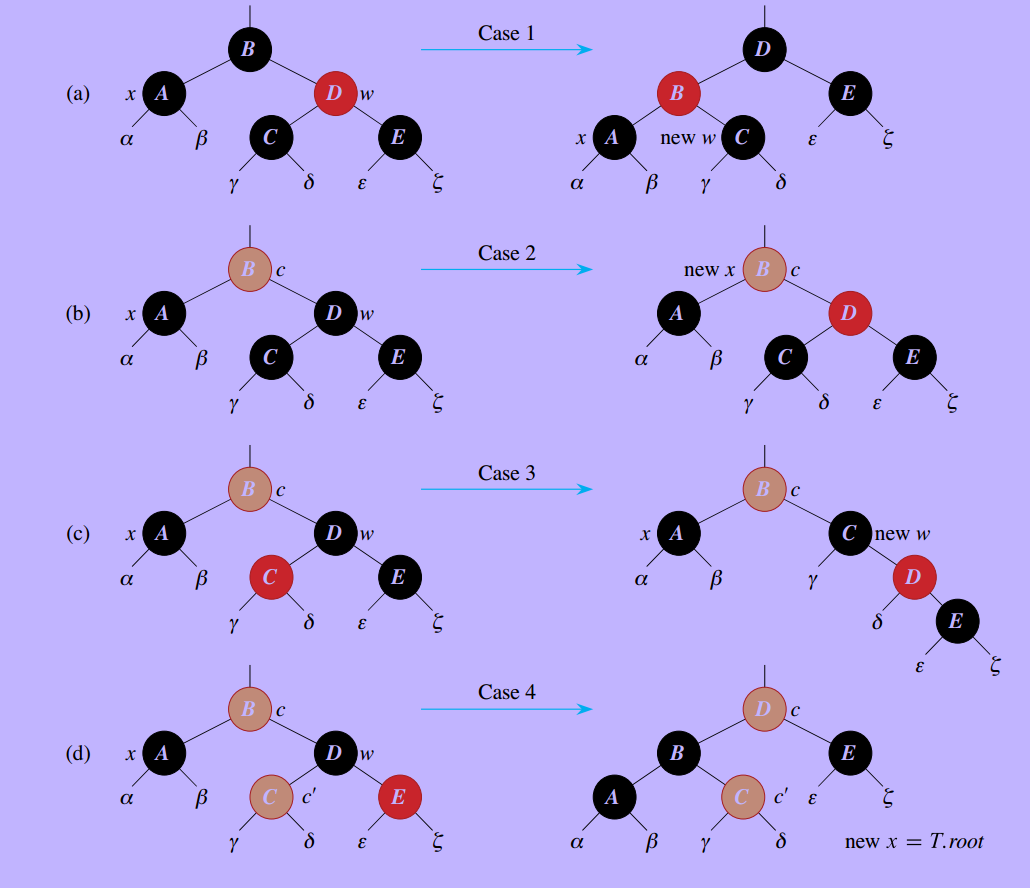 Case 1
B D
(a) x A D w B E
C E x A new w C ε ζ
α β
γ δ ε ζ α β γ δ
Case 2
B c new x B c
(b) x A D w A D
α β C E α β C E
γ δ ε ζ γ δ ε ζ
Case 3
B c B c
(c) x A D w x A C new w
α β C E α β γ D
γ δ ε ζ δ E
ε ζ
Case 4
B c D c
(d) x A D w B E
α β C c′ E A C c′ ε ζ
γ δ ε ζ α β γ δ new x = T.root